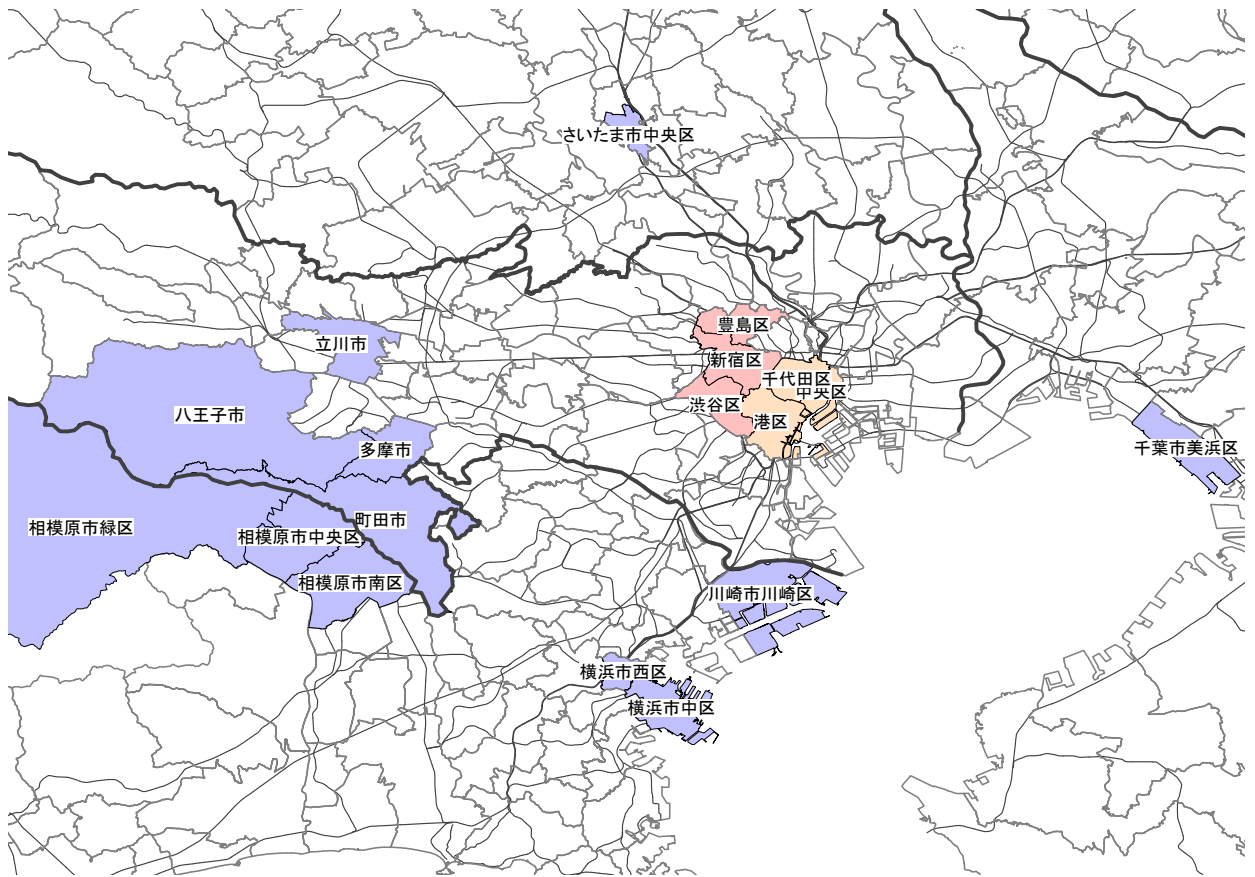 さいたま市中央区
豊島区
立川市
新宿区
千代田区
中央区
渋谷区
八王子市
港区
多摩市
千葉市美浜区
町田市
相模原市緑区
相模原市中央区
相模原市南区
川崎市川崎区
横浜市西区
横浜市中区